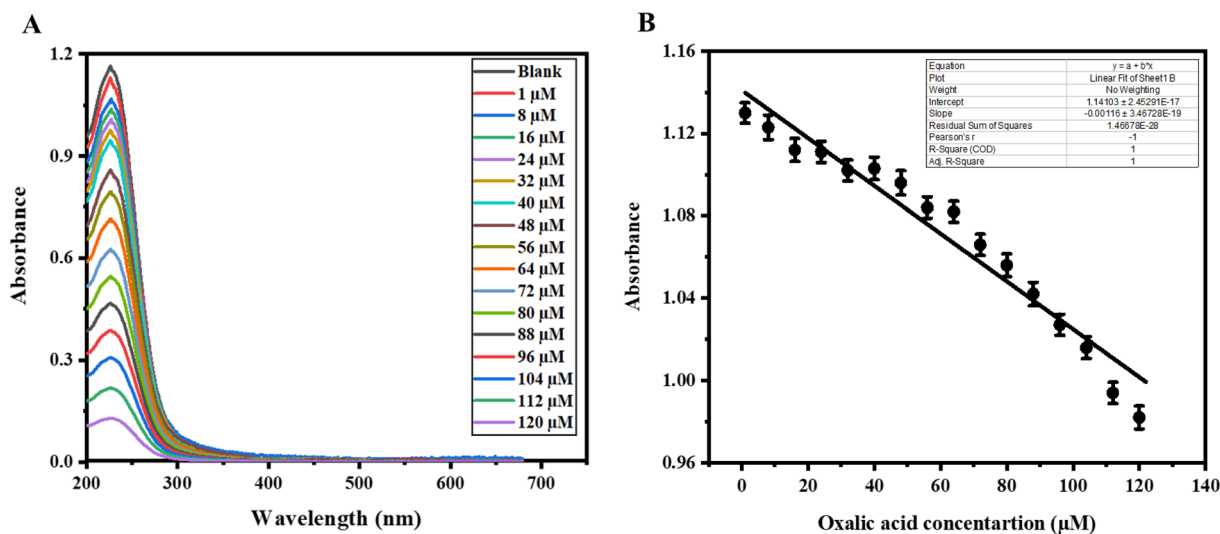 A
Absorbance
1.2
0.9
0.6
0.3
0.0
200
300
400
500
600
700
Wavelength (nm)
Blank
1 µM
8 µM
16 µM
24 µM
32 µM
40 µM
48 µM
56 µM
64 µM
72 µM
80 µM
88 µM
96 µM
104 µM
112 µM
120 µM
B
Absorbance
1.16
1.12
1.08
1.04
1.00
0.96
0
20
40
60
80
100
120
140
Oxalic acid concentartion (µM)
Equation y = a + b*x
Plot Linear Fit of Sheet1 B
Weight No Weighting
Intercept 1.14103 ± 2.45291E-17
Slope -0.00116 ± 3.46728E-19
Residual Sum of Squares 1.46678E-28
Pearson's r -1
R-Square (COD) 1
Adj. R-Square 1